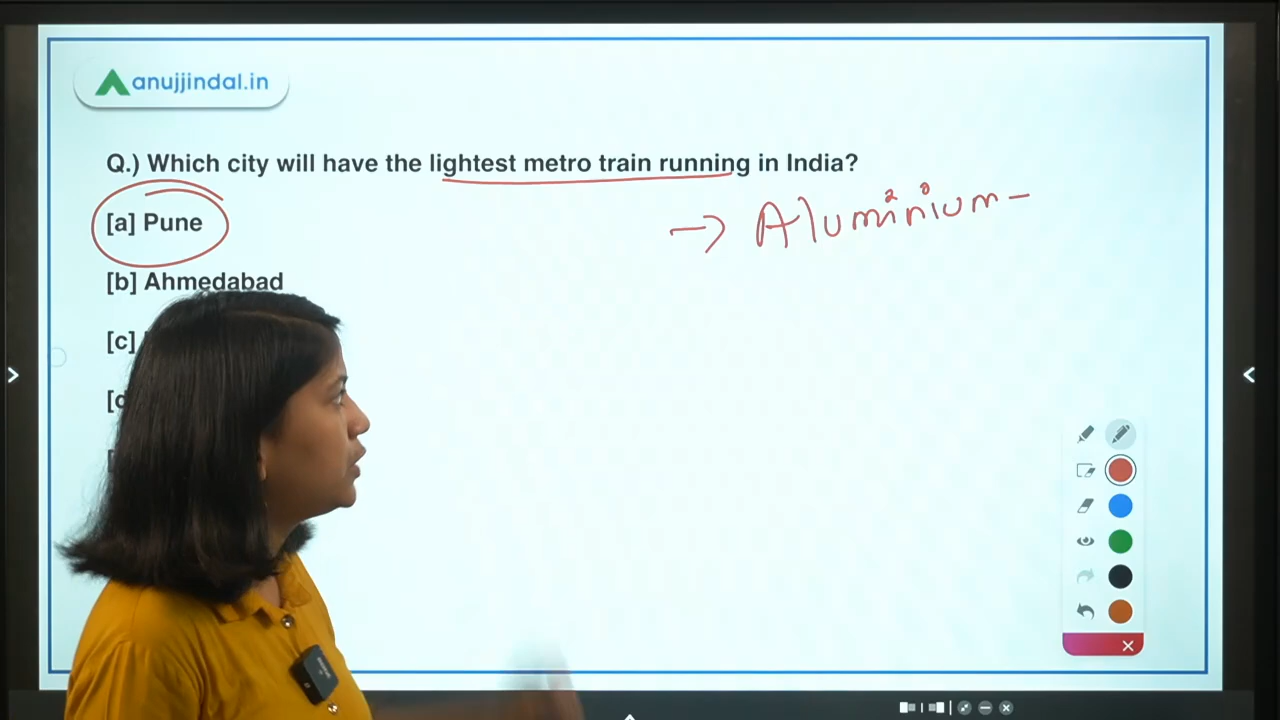 anujjindal.in
Q.) Which city will have the lightest metro train running in India?
[a] Pune
→ Aluminium –
[b] Ahmedabad
[c]
[d
[